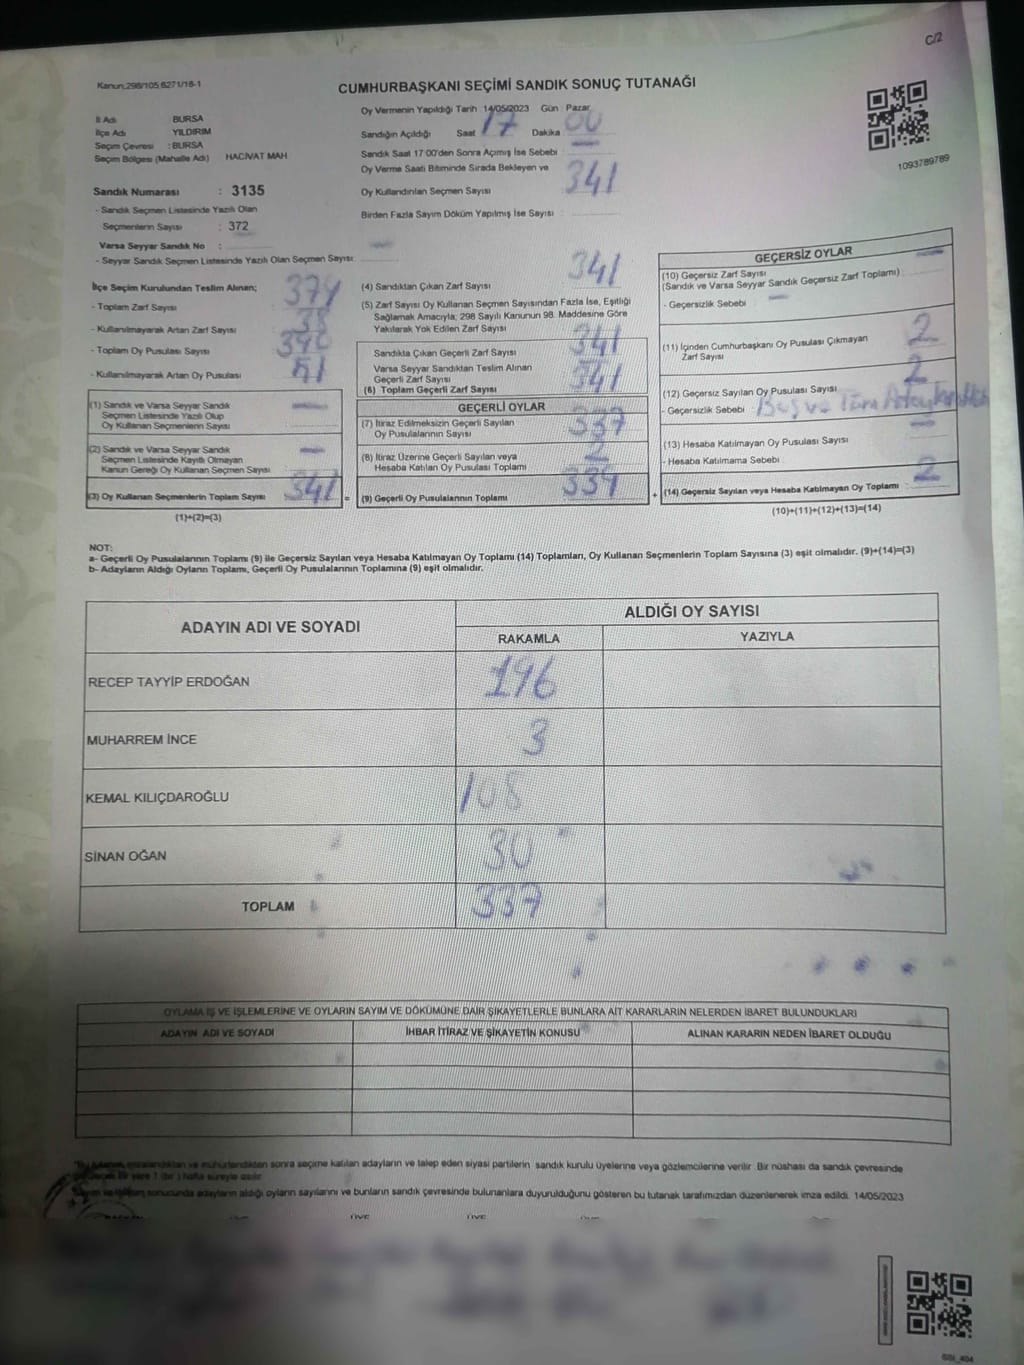 C/2
Kanun:298/105,6271/18-1
CUMHURBAŞKANI SEÇİMİ SANDIK SONUÇ TUTANAĞI
1093789789
İl Adı BURSA
İlçe Adı YILDIRIM
Seçim Çevresi : BURSA
Seçim Bölgesi (Mahalle Adı) HACİVAT MAH
Sandık Numarası : 3135
- Sandık Seçmen Listesinde Yazılı Olan
Seçmenlerin Sayısı : 372
Varsa Seyyar Sandık No :
- Seyyar Sandık Seçmen Listesinde Yazılı Olan Seçmen Sayısı
Oy Vermenin Yapıldığı Tarih 14/05/2023 Gün : Pazar
Sandığın Açıldığı Saat 17 Dakika 00
Sandık Saat 17:00'den Sonra Açımış İse Sebebi
Oy Verme Saati Bitiminde Sırada Bekleyen ve
Oy Kullandırılan Seçmen Sayısı 341
Birden Fazla Sayım Döküm Yapılmış İse Sayısı :
İlçe Seçim Kurulundan Teslim Alınan;
- Toplam Zarf Sayısı
- Kullanılmayarak Artan Zarf Sayısı
- Toplam Oy Pusulası Sayısı
- Kullanılmayarak Artan Oy Pusulası
(1) Sandık ve Varsa Seyyar Sandık
Seçmen Listesinde Yazılı Olup
Oy Kullanan Seçmenlerin Sayısı
(2) Sandık ve Varsa Seyyar Sandık
Seçmen Listesinde Kayıtlı Olmayan
Kanun Gereği Oy Kullanan Seçmen Sayısı
(3) Oy Kullanan Seçmenlerin Toplam Sayısı 341 =
(1)+(2)=(3)
(4) Sandıktan Çıkan Zarf Sayısı 341
(5) Zarf Sayısı Oy Kullanan Seçmen Sayısından Fazla İse, Eşitliği
Sağlamak Amacıyla; 298 Sayılı Kanunun 98. Maddesine Göre
Yakılarak Yok Edilen Zarf Sayısı
Sandıkta Çıkan Geçerli Zarf Sayısı 341
Varsa Seyyar Sandıktan Teslim Alınan
Geçerli Zarf Sayısı
(6) Toplam Geçerli Zarf Sayısı 341
GEÇERLİ OYLAR
(7) İtiraz Edilmeksizin Geçerli Sayılan
Oy Pusulalarının Sayısı 337
(8) İtiraz Üzerine Geçerli Sayılan veya
Hesaba Katılan Oy Pusulası Toplamı 2
(9) Geçerli Oy Pusulalarının Toplamı 339 +
GEÇERSİZ OYLAR
(10) Geçersiz Zarf Sayısı
(Sandık ve Varsa Seyyar Sandık Geçersiz Zarf Toplamı) :
- Geçersizlik Sebebi
(11) İçinden Cumhurbaşkanı Oy Pusulası Çıkmayan
Zarf Sayısı 2
(12) Geçersiz Sayılan Oy Pusulası Sayısı 2
- Geçersizlik Sebebi : Boş ve Tüm
(13) Hesaba Katılmayan Oy Pusulası Sayısı
- Hesaba Katılmama Sebebi
(14) Geçersiz Sayılan veya Hesaba Katılmayan Oy Toplamı 2
(10)+(11)+(12)+(13)=(14)
NOT:
a- Geçerli Oy Pusulalarının Toplamı (9) ile Geçersiz Sayılan veya Hesaba Katılmayan Oy Toplamı (14) Toplamları, Oy Kullanan Seçmenlerin Toplam Sayısına (3) eşit olmalıdır. (9)+(14)=(3)
b- Adayların Aldığı Oyların Toplamı, Geçerli Oy Pusulalarının Toplamına (9) eşit olmalıdır.
ADAYIN ADI VE SOYADI
ALDIĞI OY SAYISI
RAKAMLA YAZIYLA
RECEP TAYYİP ERDOĞAN 196
MUHARREM İNCE 3
KEMAL KILIÇDAROĞLU 108
SİNAN OĞAN 30
TOPLAM 337
OYLAMA İŞ VE İŞLEMLERİNE VE OYLARIN SAYIM VE DÖKÜMÜNE DAİR ŞİKAYETLERLE BUNLARA AİT KARARLARIN NELERDEN İBARET BULUNDUKLARI
ADAYIN ADI VE SOYADI İHBAR İTİRAZ VE ŞİKAYETİN KONUSU ALINAN KARARIN NEDEN İBARET OLDUĞU
imzalandıktan ve mühürlendikten sonra seçime katılan adayların ve talep eden siyasi partilerin sandık kurulu üyelerine veya gözlemcilerine verilir. Bir nüshası da sandık çevresinde
yere 1 (bir) hafta süreyle asılır.
sonucunda adayların aldığı oyların sayılarını ve bunların sandık çevresinde bulunanlara duyurulduğunu gösteren bu tutanak tarafımızdan düzenlenerek imza edildi. 14/05/2023